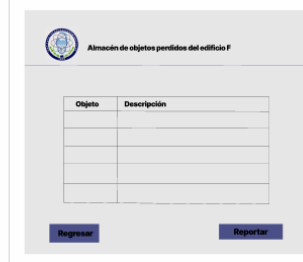 Almacén de objetos perdidos del edificio F
Objeto Descripción
Regresar Reportar